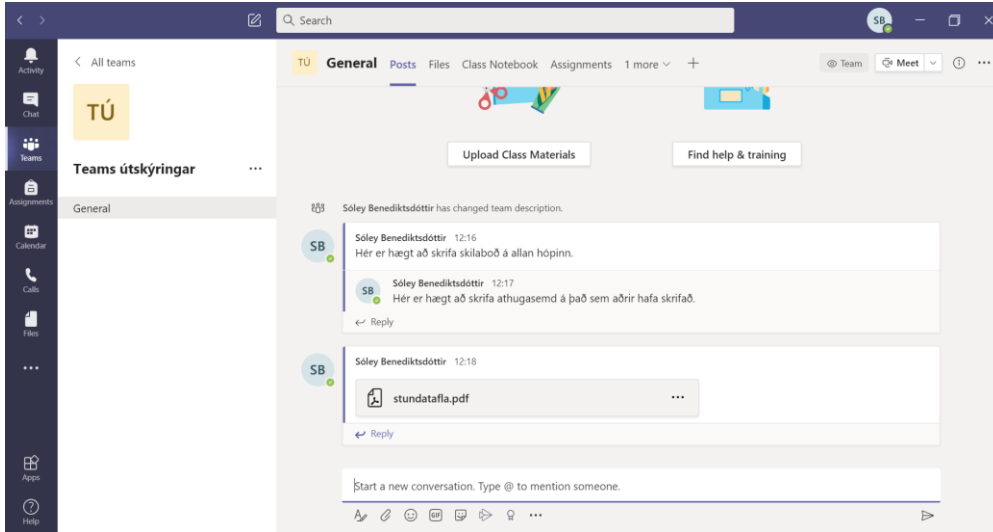 Search
SB
Activity
Chat
Teams
Assignments
Calendar
Calls
Files
Apps
Help
All teams
TÚ
Teams útskýringar
General
TÚ General Posts Files Class Notebook Assignments 1 more Team Meet
Upload Class Materials Find help & training
Sóley Benediktsdóttir has changed team description.
SB
Sóley Benediktsdóttir 12:16
Hér er hægt að skrifa skilaboð á allan hópinn.
SB
Sóley Benediktsdóttir 12:17
Hér er hægt að skrifa athugasemd á það sem aðrir hafa skrifað.
Reply
SB
Sóley Benediktsdóttir 12:18
stundatafla.pdf
Reply
Start a new conversation. Type @ to mention someone.
GIF